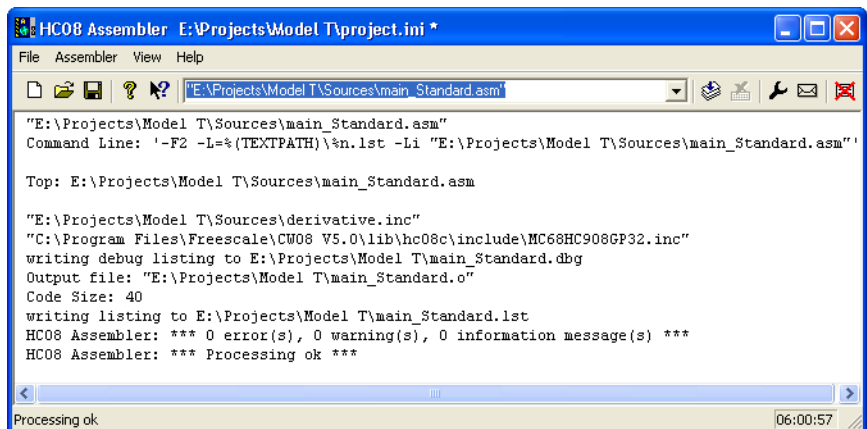 HC08 Assembler E:\Projects\Model T\project.ini *
File Assembler View Help
"E:\Projects\Model T\Sources\main_Standard.asm"
"E:\Projects\Model T\Sources\main_Standard.asm"
Command Line: '-F2 -L=%(TEXTPATH)\%n.lst -Li "E:\Projects\Model T\Sources\main_Standard.asm"'
Top: E:\Projects\Model T\Sources\main_Standard.asm
"E:\Projects\Model T\Sources\derivative.inc"
"C:\Program Files\Freescale\CW08 V5.0\lib\hc08c\include\MC68HC908GP32.inc"
writing debug listing to E:\Projects\Model T\main_Standard.dbg
Output file: "E:\Projects\Model T\main_Standard.o"
Code Size: 40
writing listing to E:\Projects\Model T\main_Standard.lst
HC08 Assembler: *** 0 error(s), 0 warning(s), 0 information message(s) ***
HC08 Assembler: *** Processing ok ***
Processing ok 06:00:57